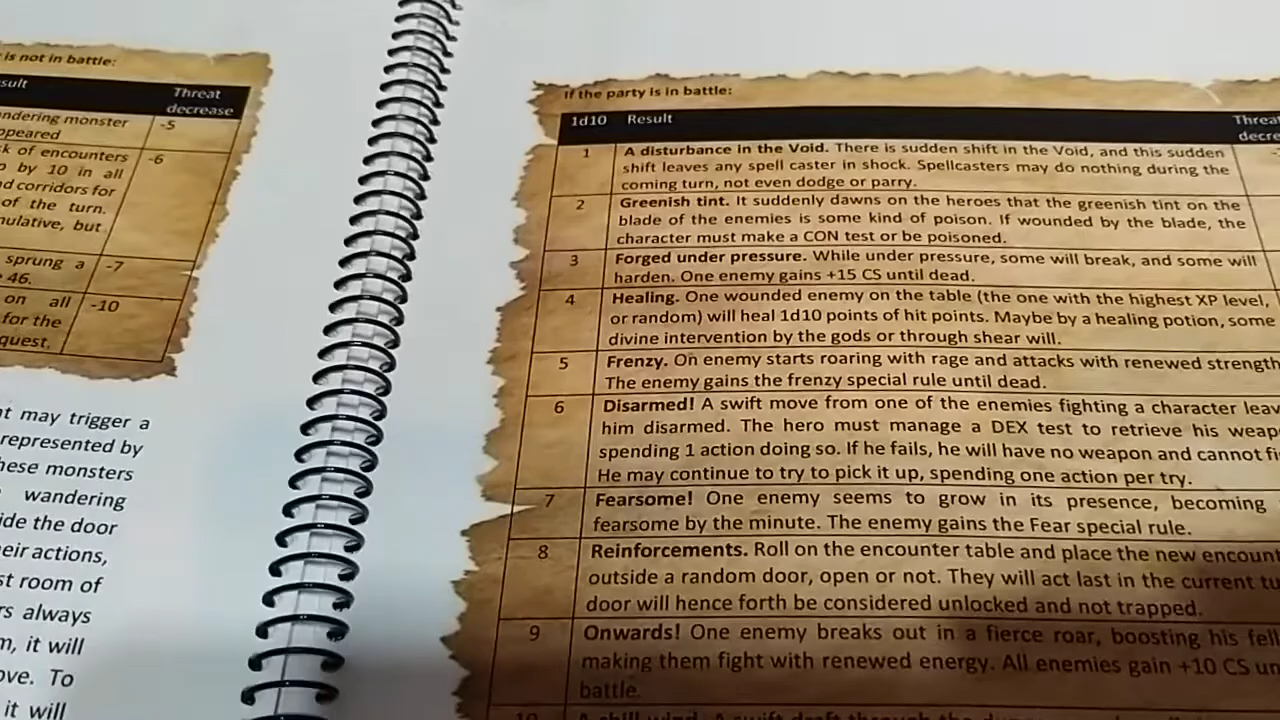 is not in battle:
sult Threat
decrease
ndering monster -5
ppeared
k of encounters -6
p by 10 in all
d corridors for
of the turn.
nulative, but
sprung a -7
46.
on all -10
for the
quest.
nt may trigger a
represented by
hese monsters
wandering
ide the door
eir actions,
st room of
rs always
m, it will
ove. To
it will
If the party is in battle:
1d10 Result Threat
decre
1 A disturbance in the Void. There is sudden shift in the Void, and this sudden
shift leaves any spell caster in shock. Spellcasters may do nothing during the
coming turn, not even dodge or parry.
2 Greenish tint. It suddenly dawns on the heroes that the greenish tint on the
blade of the enemies is some kind of poison. If wounded by the blade, the
character must make a CON test or be poisoned.
3 Forged under pressure. While under pressure, some will break, and some will
harden. One enemy gains +15 CS until dead.
4 Healing. One wounded enemy on the table (the one with the highest XP level,
or random) will heal 1d10 points of hit points. Maybe by a healing potion, some
divine intervention by the gods or through shear will.
5 Frenzy. On enemy starts roaring with rage and attacks with renewed strength
The enemy gains the frenzy special rule until dead.
6 Disarmed! A swift move from one of the enemies fighting a character leav
him disarmed. The hero must manage a DEX test to retrieve his weap
spending 1 action doing so. If he fails, he will have no weapon and cannot fi
He may continue to try to pick it up, spending one action per try.
7 Fearsome! One enemy seems to grow in its presence, becoming
fearsome by the minute. The enemy gains the Fear special rule.
8 Reinforcements. Roll on the encounter table and place the new encount
outside a random door, open or not. They will act last in the current tu
door will hence forth be considered unlocked and not trapped.
9 Onwards! One enemy breaks out in a fierce roar, boosting his fell
making them fight with renewed energy. All enemies gain +10 CS un
battle.
10 A chill wind. A swift draft through the